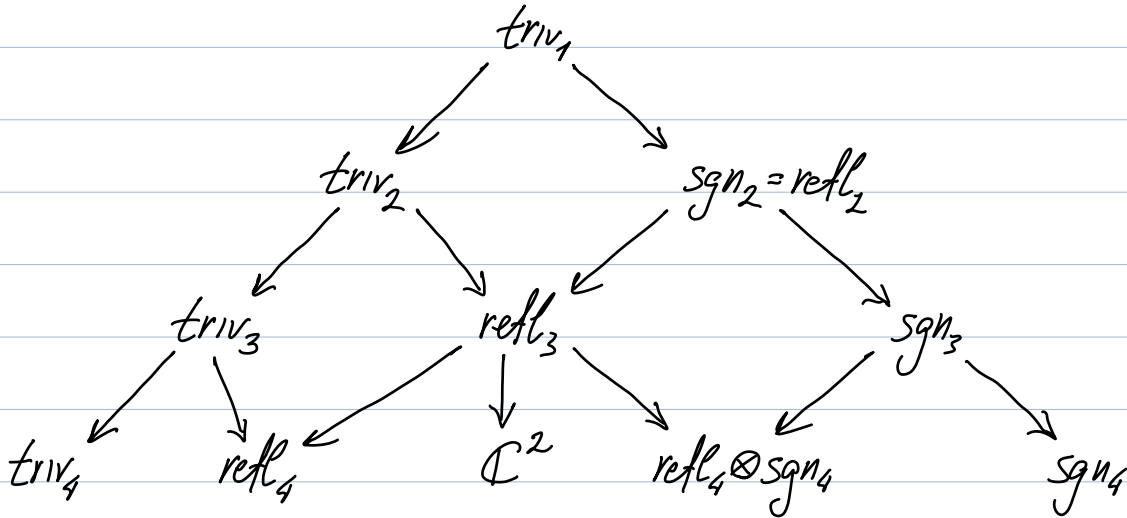 triv₁
triv₂ sgn₂ = refl₂
triv₃ refl₃ sgn₃
triv₄ refl₄ ℂ² refl₄⊗sgn₄ sgn₄